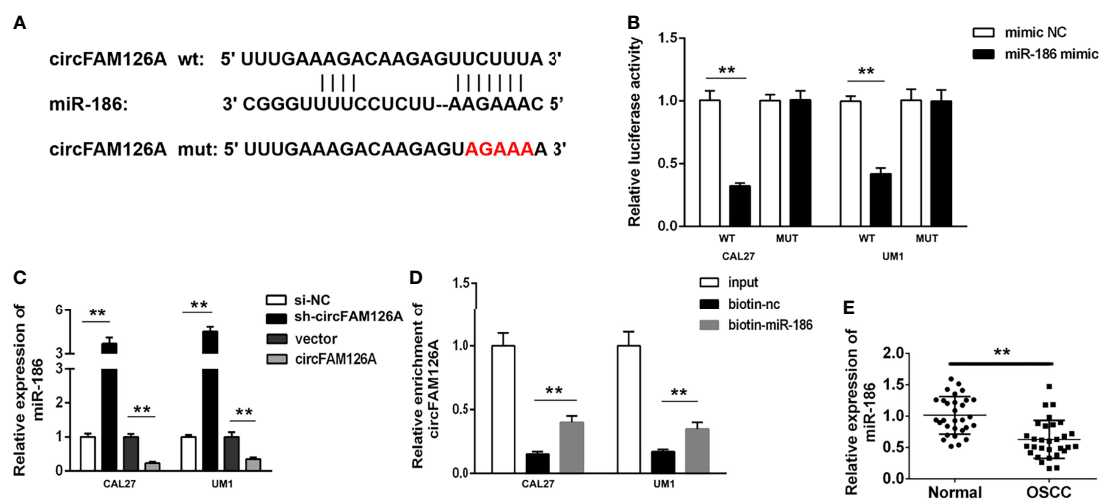 A
circFAM126A wt: 5' UUUGAAAGACAAGAGUUCUUUA 3'
miR-186: 3' CGGGUUUUCCUCUU--AAGAAAC 5'
circFAM126A mut: 5' UUUGAAAGACAAGAGUAGAAAA 3'
B
Relative luciferase activity
1.5
1.0
0.5
0.0
mimic NC
miR-186 mimic
**
**
WT
MUT
WT
MUT
CAL27
UM1
C
Relative expression of
miR-186
6
3
3
2
1
0
si-NC
sh-circFAM126A
vector
circFAM126A
**
**
**
**
CAL27
UM1
D
Relative enrichment of
circFAM126A
1.5
1.0
0.5
0.0
input
biotin-nc
biotin-miR-186
**
**
CAL27
UM1
E
Relative expression of
miR-186
2.0
1.5
1.0
0.5
0.0
**
Normal
OSCC